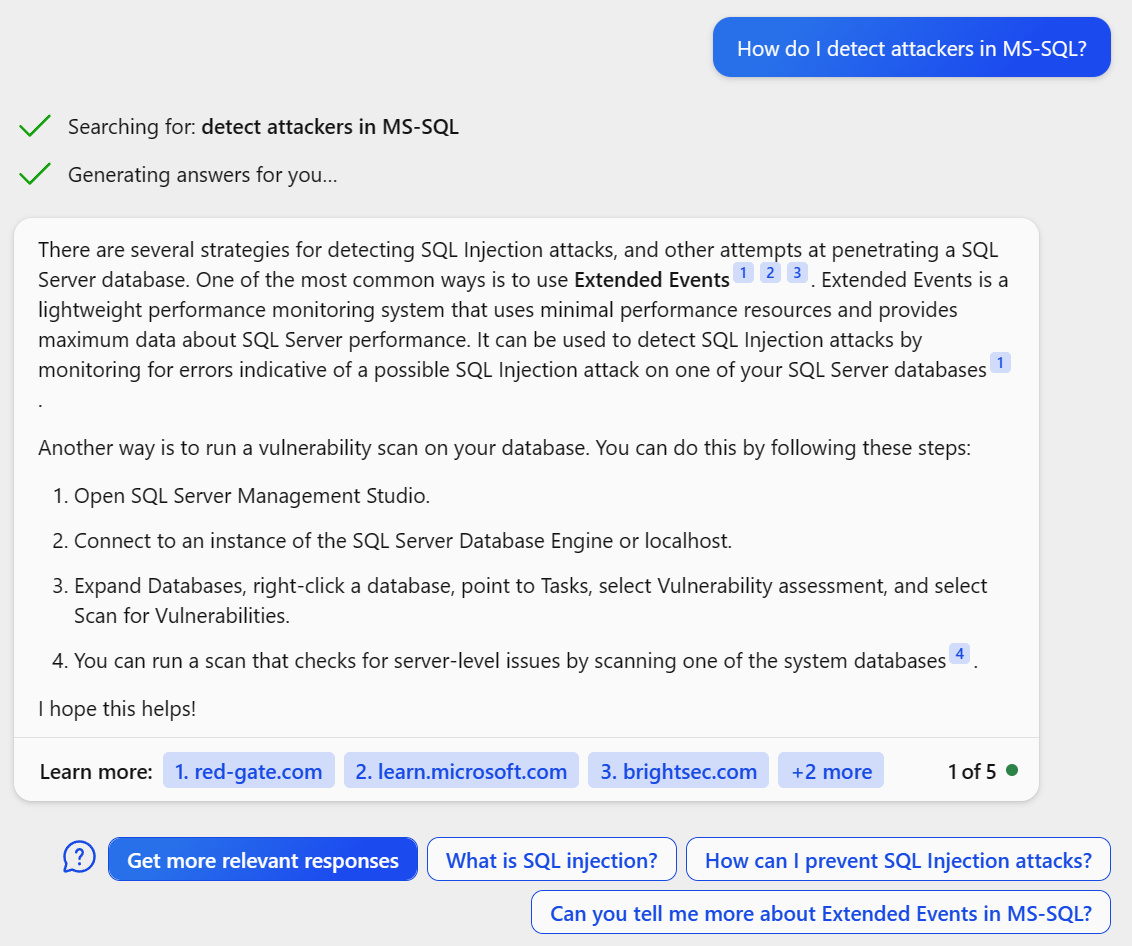 How do I detect attackers in MS-SQL?
Searching for: detect attackers in MS-SQL
Generating answers for you…
There are several strategies for detecting SQL Injection attacks, and other attempts at penetrating a SQL
Server database. One of the most common ways is to use Extended Events 1 2 3 . Extended Events is a
lightweight performance monitoring system that uses minimal performance resources and provides
maximum data about SQL Server performance. It can be used to detect SQL Injection attacks by
monitoring for errors indicative of a possible SQL Injection attack on one of your SQL Server databases 1
.
Another way is to run a vulnerability scan on your database. You can do this by following these steps:
1. Open SQL Server Management Studio.
2. Connect to an instance of the SQL Server Database Engine or localhost.
3. Expand Databases, right-click a database, point to Tasks, select Vulnerability assessment, and select
Scan for Vulnerabilities.
4. You can run a scan that checks for server-level issues by scanning one of the system databases 4 .
I hope this helps!
Learn more: 1. red-gate.com 2. learn.microsoft.com 3. brightsec.com +2 more 1 of 5
Get more relevant responses What is SQL injection? How can I prevent SQL Injection attacks?
Can you tell me more about Extended Events in MS-SQL?